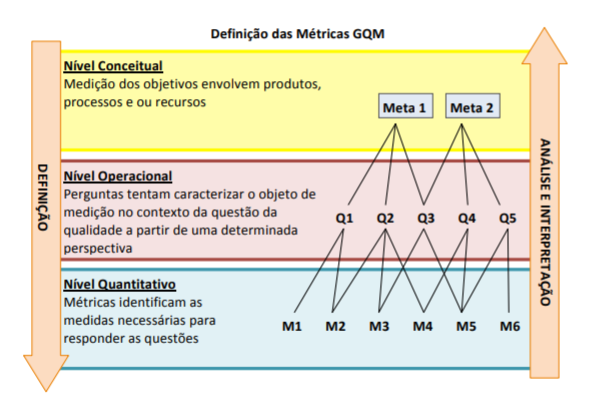 Definição das Métricas GQM
Nível Conceitual
Medição dos objetivos envolvem produtos,
processos e ou recursos
Meta 1 Meta 2
Nível Operacional
Perguntas tentam caracterizar o objeto de
medição no contexto da questão da
qualidade a partir de uma determinada
perspectiva
Q1 Q2 Q3 Q4 Q5
Nível Quantitativo
Métricas identificam as
medidas necessárias para
responder as questões
M1 M2 M3 M4 M5 M6
DEFINIÇÃO
ANÁLISE E INTERPRETAÇÃO